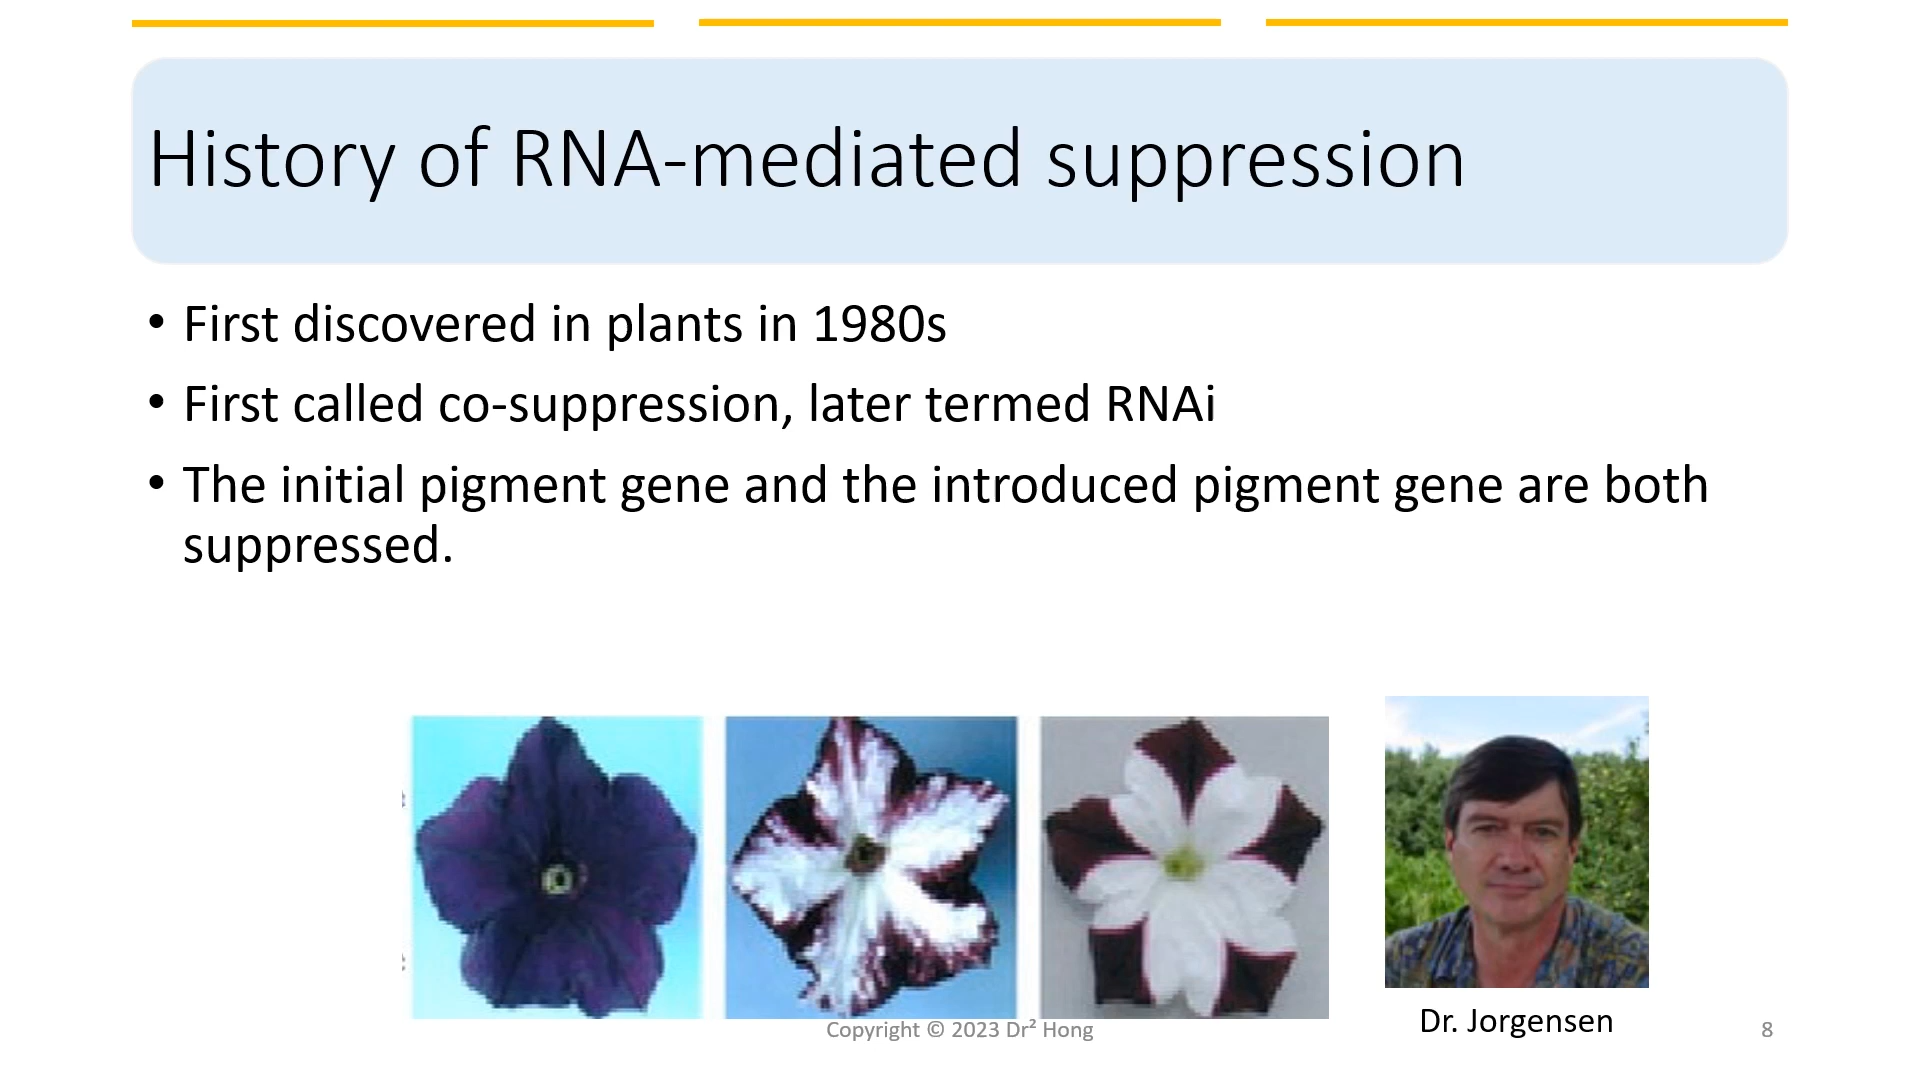 History of RNA-mediated suppression
• First discovered in plants in 1980s
• First called co-suppression, later termed RNAi
• The initial pigment gene and the introduced pigment gene are both
suppressed.
Dr. Jorgensen
Copyright © 2023 Dr² Hong
8